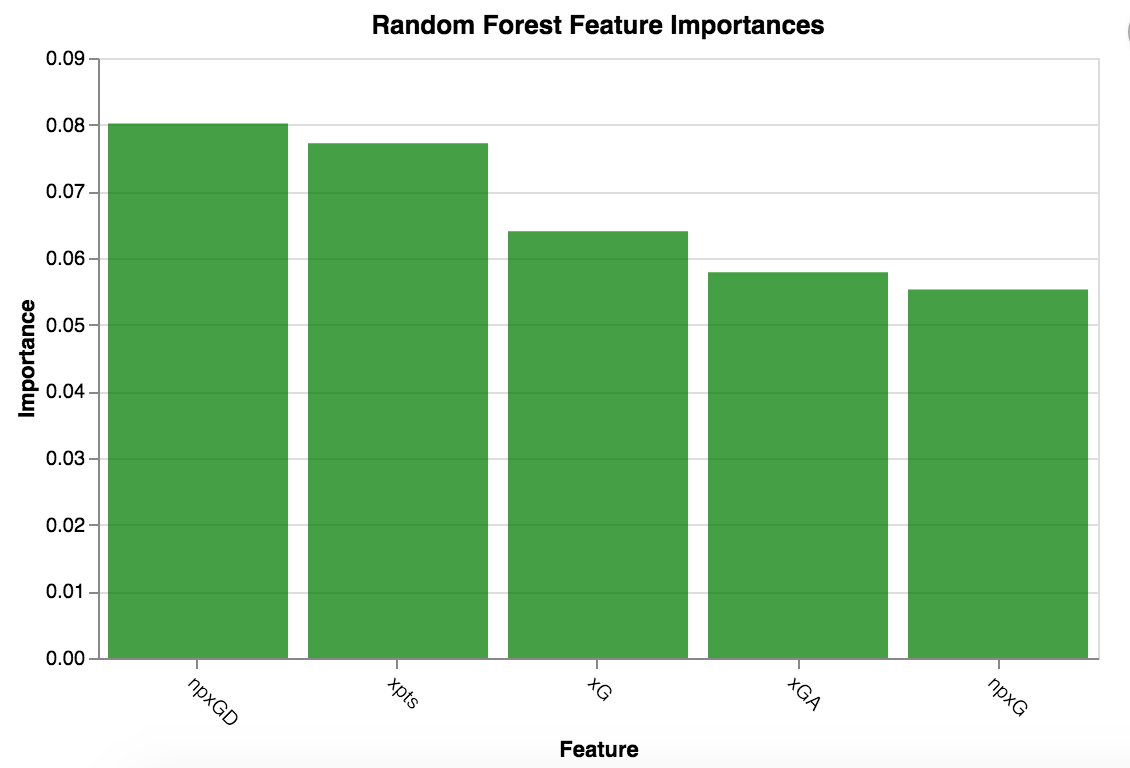 Random Forest Feature Importances
0.09
0.08
0.07
0.06
0.05
0.04
0.03
0.02
0.01
0.00
Importance
npxGD
xpts
xG
xGA
npxG
Feature